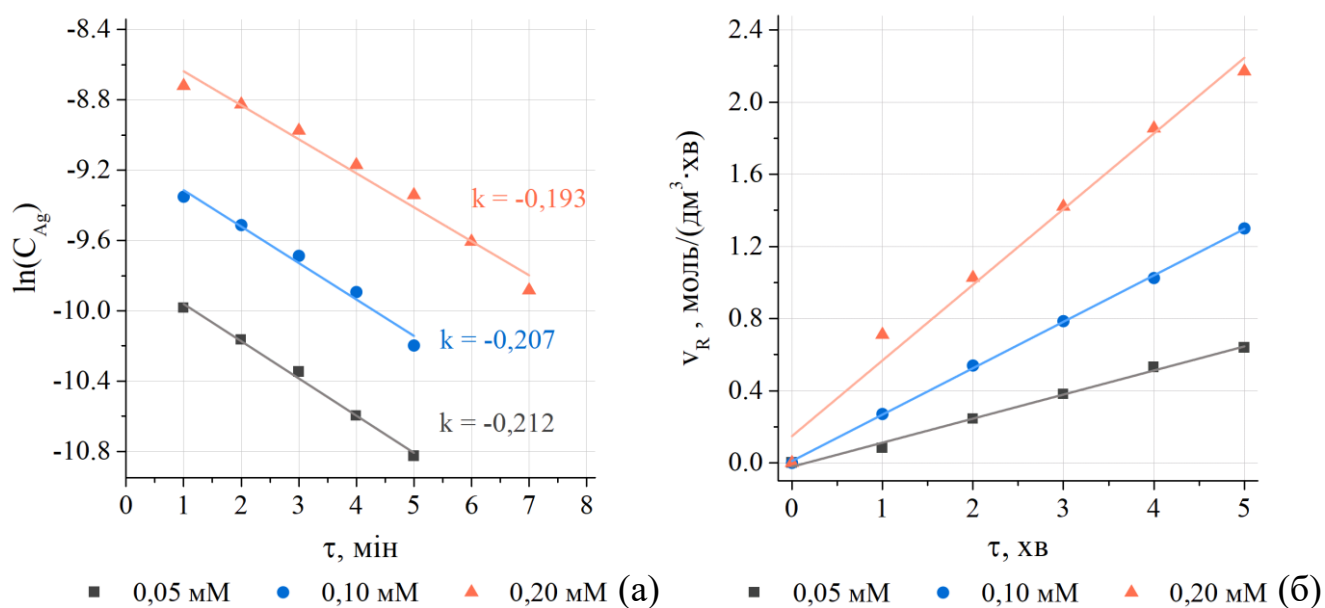 -8.4
-8.8
-9.2
-9.6
-10.0
-10.4
-10.8
ln(C_Ag)
k = -0,193
k = -0,207
k = -0,212
0 1 2 3 4 5 6 7 8
τ, мін
0,05 мМ 0,10 мМ 0,20 мМ (а)
2.4
2.0
1.6
1.2
0.8
0.4
0.0
v_R , моль/(дм³·хв)
0 1 2 3 4 5
τ, хв
0,05 мМ 0,10 мМ 0,20 мМ (б)